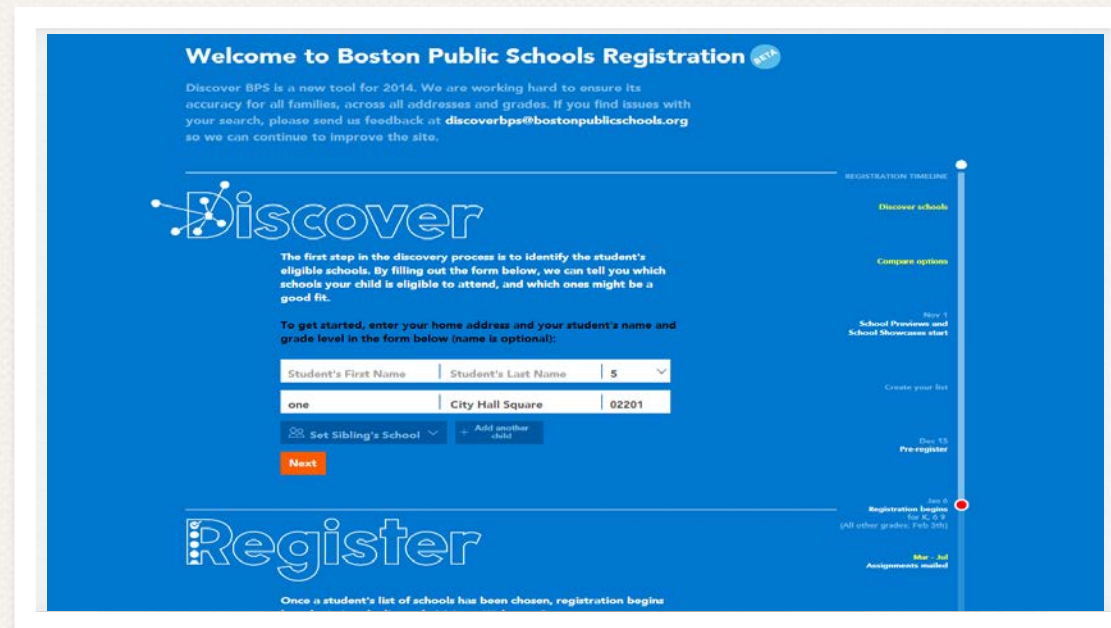 Welcome to Boston Public Schools Registration BETA
Discover BPS is a new tool for 2014. We are working hard to ensure its
accuracy for all families, across all addresses and grades. If you find issues with
your search, please send us feedback at discoverbps@bostonpublicschools.org
so we can continue to improve the site.
REGISTRATION TIMELINE
Discover schools
Compare options
Nov 1
School Previews and
School Showcases start
Create your list
Dec 15
Pre-register
Jan 6
Registration begins
for K, 6 9
(All other grades: Feb 5th)
Mar - Jul
Assignments mailed
Discover
The first step in the discovery process is to identify the student's
eligible schools. By filling out the form below, we can tell you which
schools your child is eligible to attend, and which ones might be a
good fit.
To get started, enter your home address and your student's name and
grade level in the form below (name is optional):
Student's First Name Student's Last Name 5
one City Hall Square 02201
Set Sibling's School + Add another
child
Next
Register
Once a student's list of schools has been chosen, registration begins